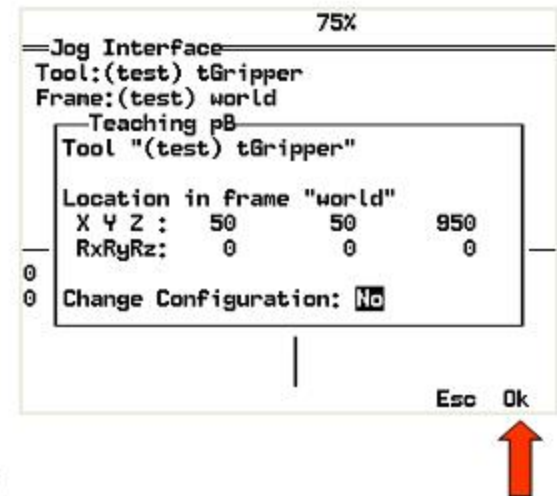 75%
Jog Interface
Tool:(test) tGripper
Frame:(test) world
Teaching pB
Tool "(test) tGripper"
Location in frame "world"
X Y Z : 50 50 950
RxRyRz: 0 0 0
0
0 Change Configuration: No
Esc Ok